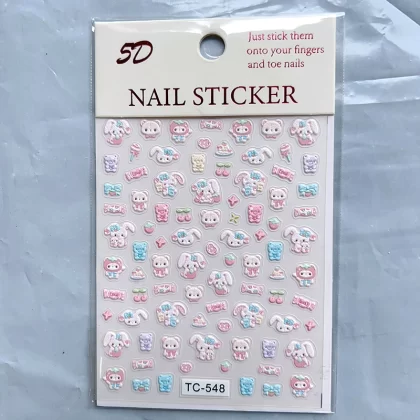 5D
Just stick them
onto your fingers
and toe nails
NAIL STICKER
TC-548